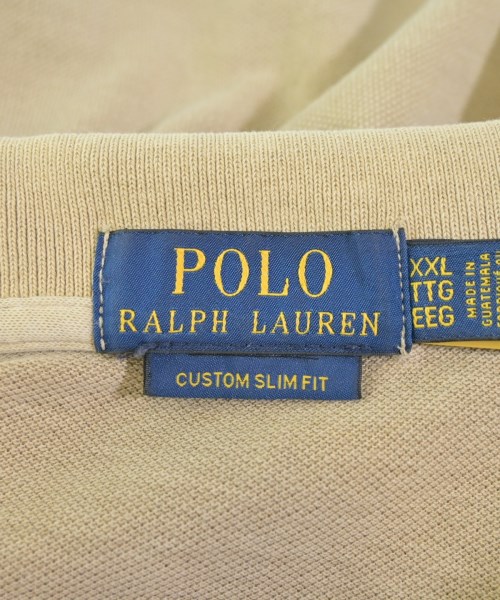 POLO
RALPH LAUREN
CUSTOM SLIM FIT
XXL
TTG
EEG
MADE IN
GUATEMALA